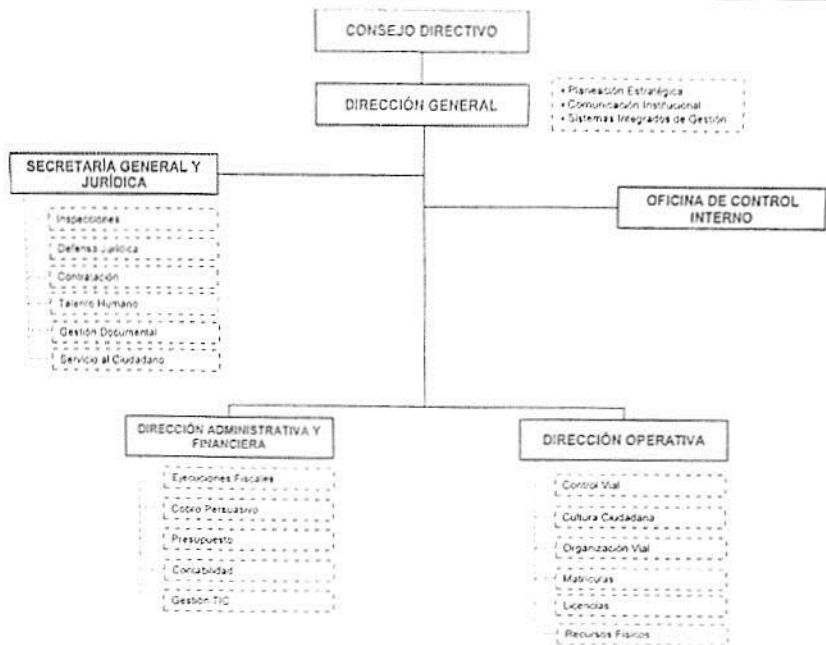 CONSEJO DIRECTIVO
DIRECCIÓN GENERAL
• Planeación Estratégica
• Comunicación Institucional
• Sistemas Integrados de Gestión
SECRETARÍA GENERAL Y
JURÍDICA
Inspecciones
Defensa Jurídica
Contratación
Talento Humano
Gestión Documental
Servicio al Ciudadano
OFICINA DE CONTROL
INTERNO
DIRECCIÓN ADMINISTRATIVA Y
FINANCIERA
Ejecuciones Fiscales
Cobro Persuasivo
Presupuesto
Contabilidad
Gestión TIC
DIRECCIÓN OPERATIVA
Control Vial
Cultura Ciudadana
Organización Vial
Matrículas
Licencias
Recursos Físicos